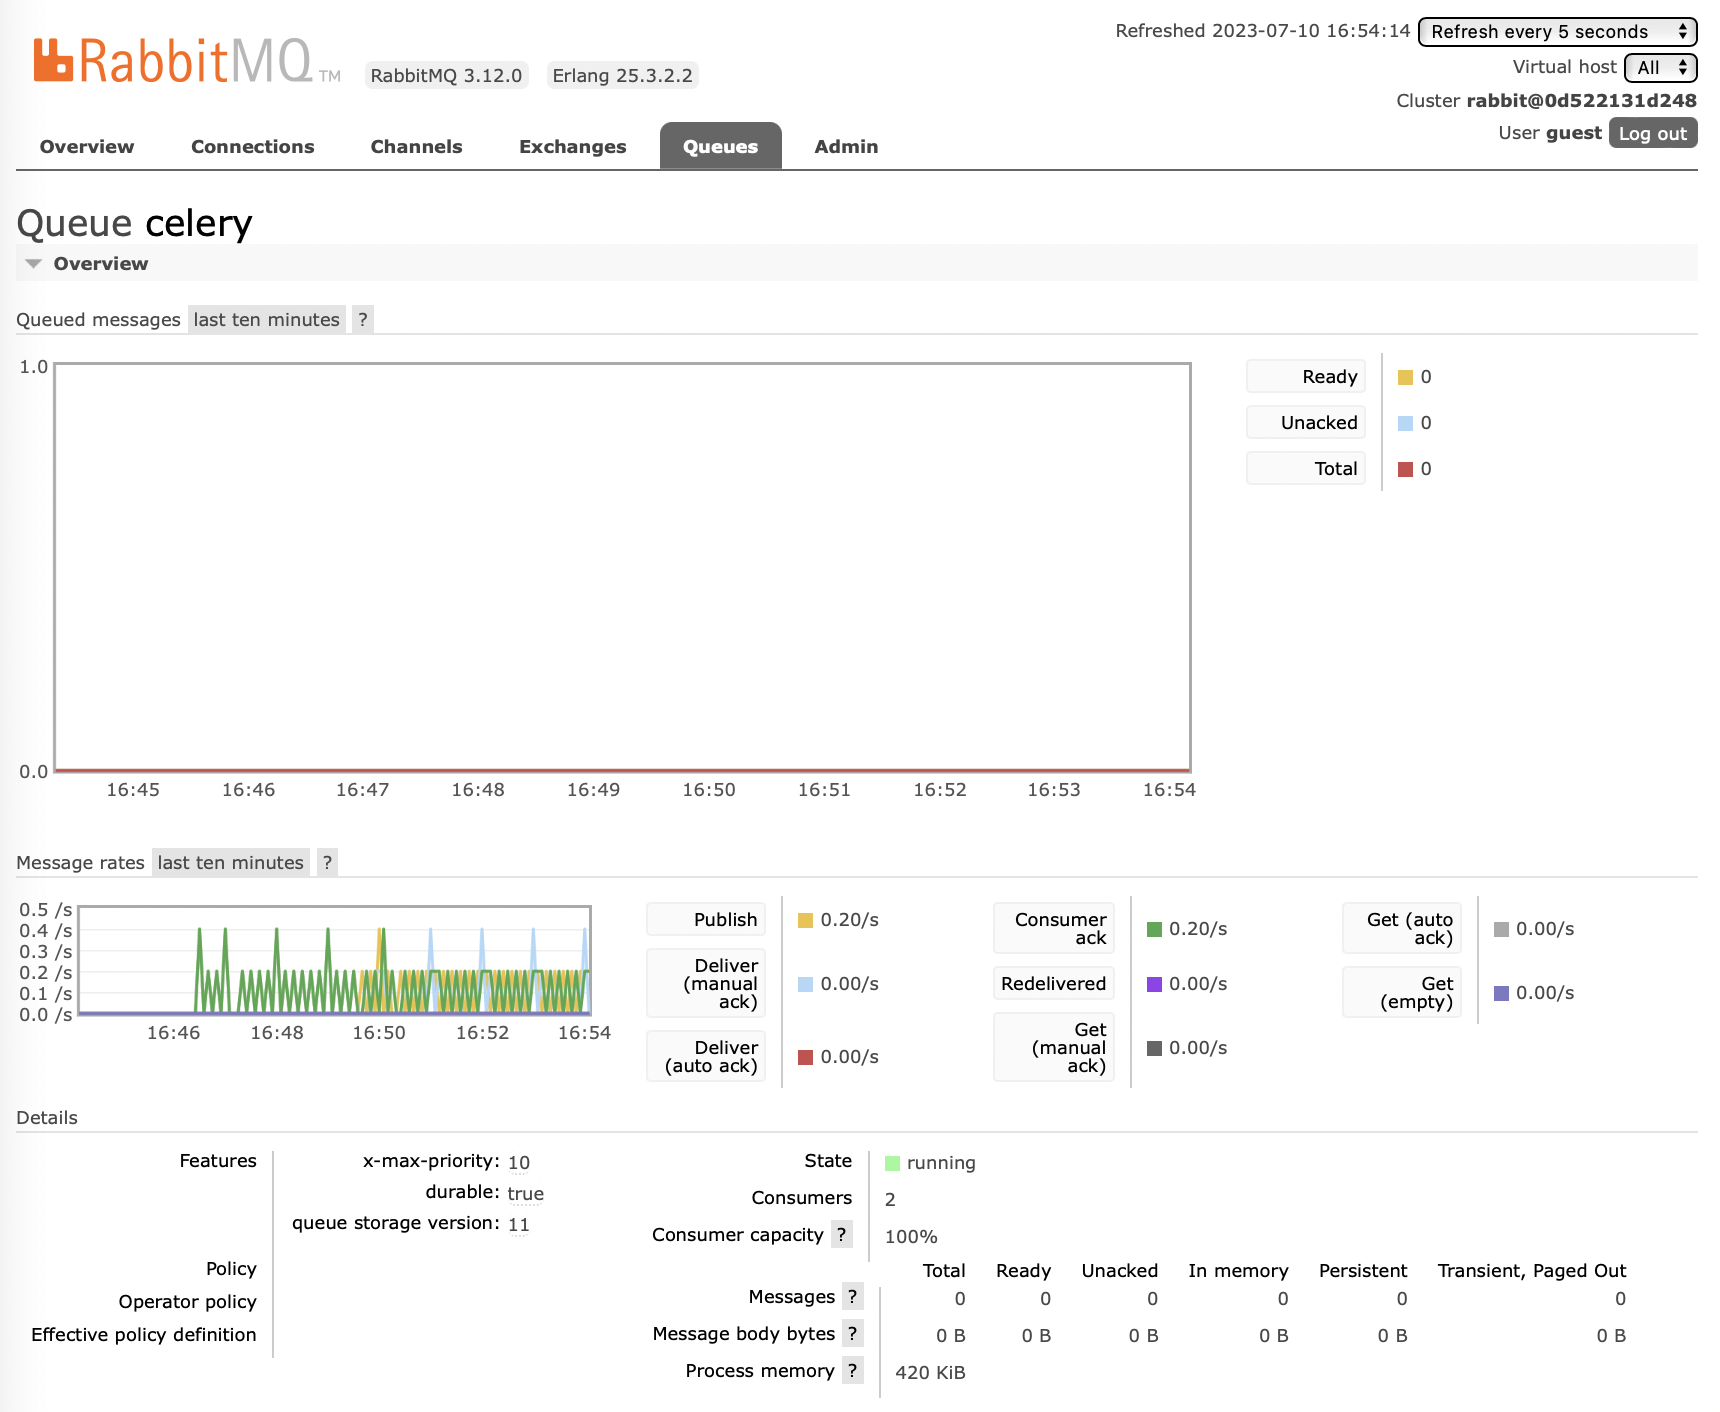 Refreshed 2023-07-10 16:54:14 Refresh every 5 seconds
RabbitMQ TM RabbitMQ 3.12.0 Erlang 25.3.2.2
Virtual host All
Cluster rabbit@0d522131d248
User guest Log out
Overview Connections Channels Exchanges Queues Admin
Queue celery
Overview
Queued messages last ten minutes ?
1.0
0.0
16:45 16:46 16:47 16:48 16:49 16:50 16:51 16:52 16:53 16:54
Ready 0
Unacked 0
Total 0
Message rates last ten minutes ?
0.5 /s
0.4 /s
0.3 /s
0.2 /s
0.1 /s
0.0 /s
16:46 16:48 16:50 16:52 16:54
Publish 0.20/s
Deliver
(manual 0.00/s
ack)
Deliver
(auto ack) 0.00/s
Consumer
ack 0.20/s
Redelivered 0.00/s
Get
(manual 0.00/s
ack)
Get (auto
ack) 0.00/s
Get
(empty) 0.00/s
Details
Features x-max-priority: 10
durable: true
queue storage version: 11
Policy
Operator policy
Effective policy definition
State running
Consumers 2
Consumer capacity ? 100%
Total Ready Unacked In memory Persistent Transient, Paged Out
Messages ? 0 0 0 0 0 0
Message body bytes ? 0 B 0 B 0 B 0 B 0 B 0 B
Process memory ? 420 KiB